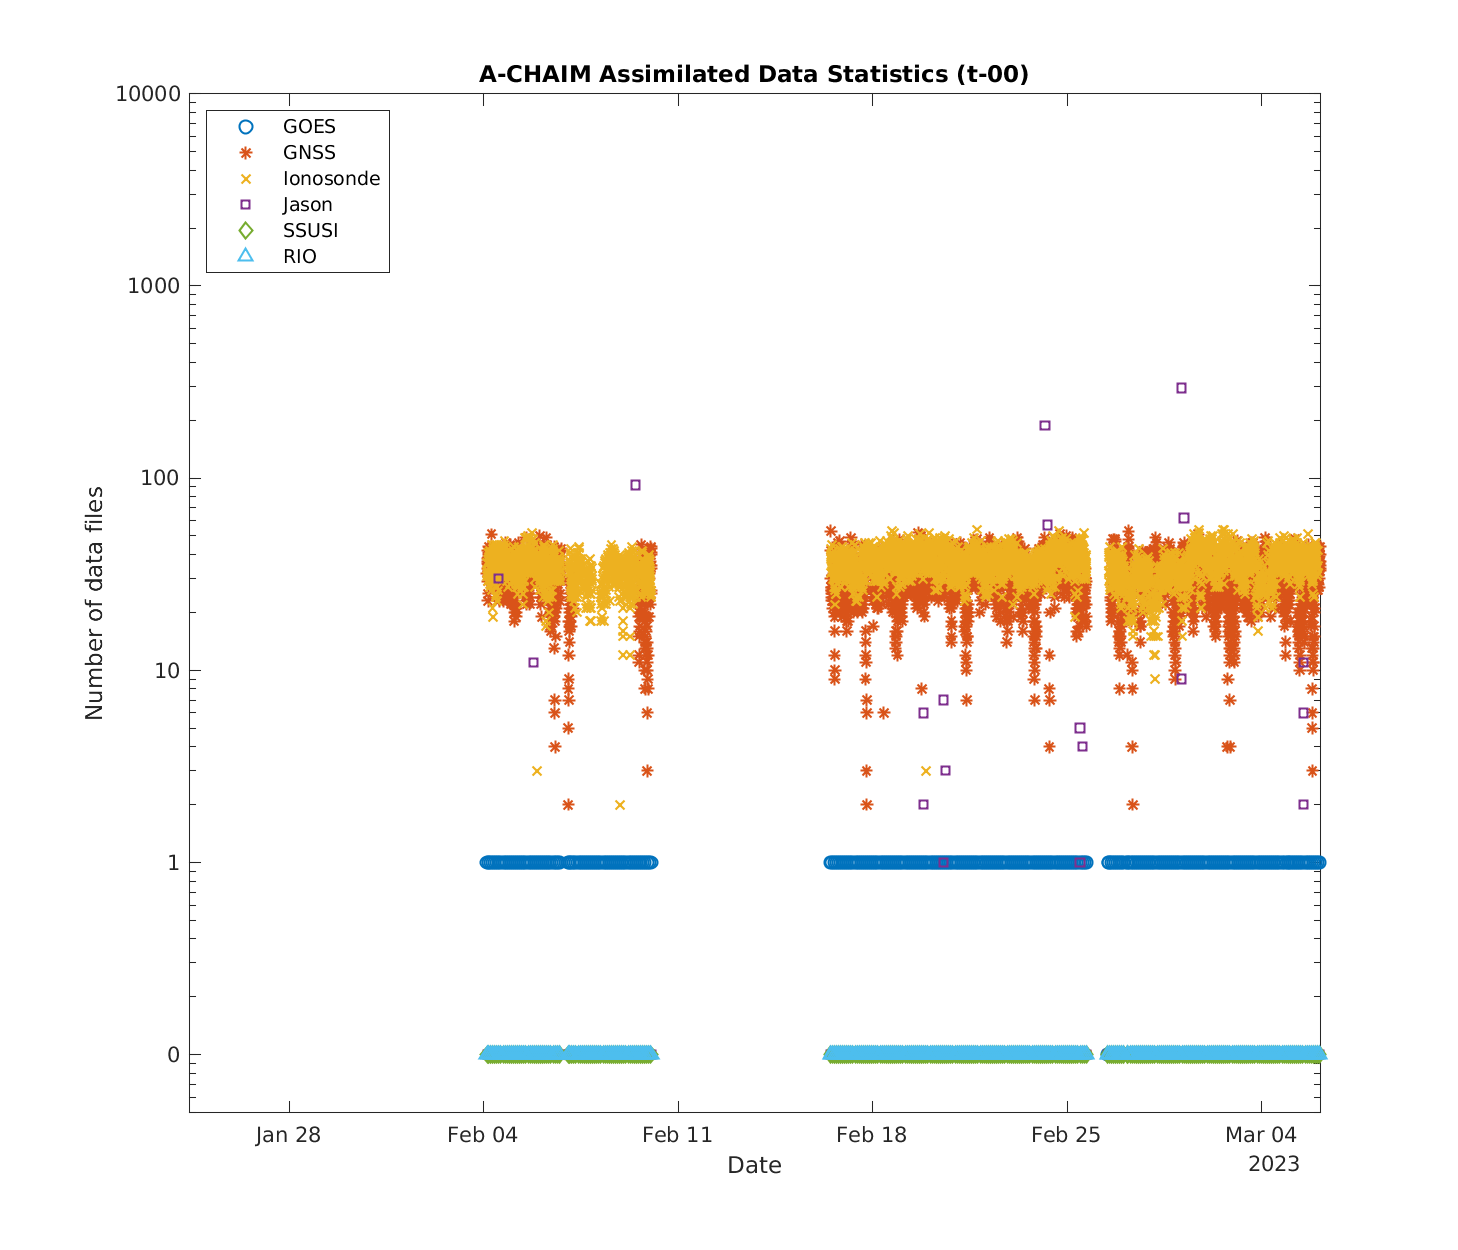 A-CHAIM Assimilated Data Statistics (t-00)
10000
1000
100
10
1
0
Number of data files
GOES
GNSS
Ionosonde
Jason
SSUSI
RIO
Jan 28
Feb 04
Feb 11
Feb 18
Feb 25
Mar 04
2023
Date